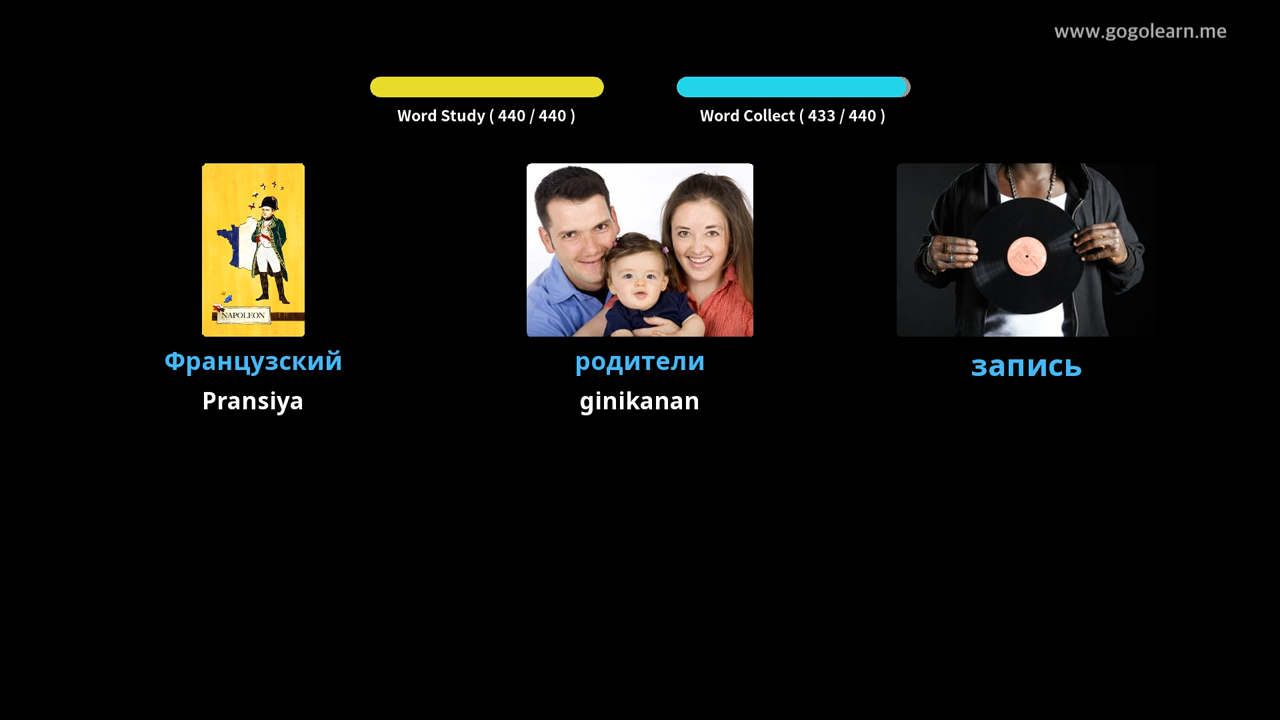 www.gogolearn.me
Word Study ( 440 / 440 )
Word Collect ( 433 / 440 )
NAPOLEON
Французский
родители
запись
Pransiya
ginikanan